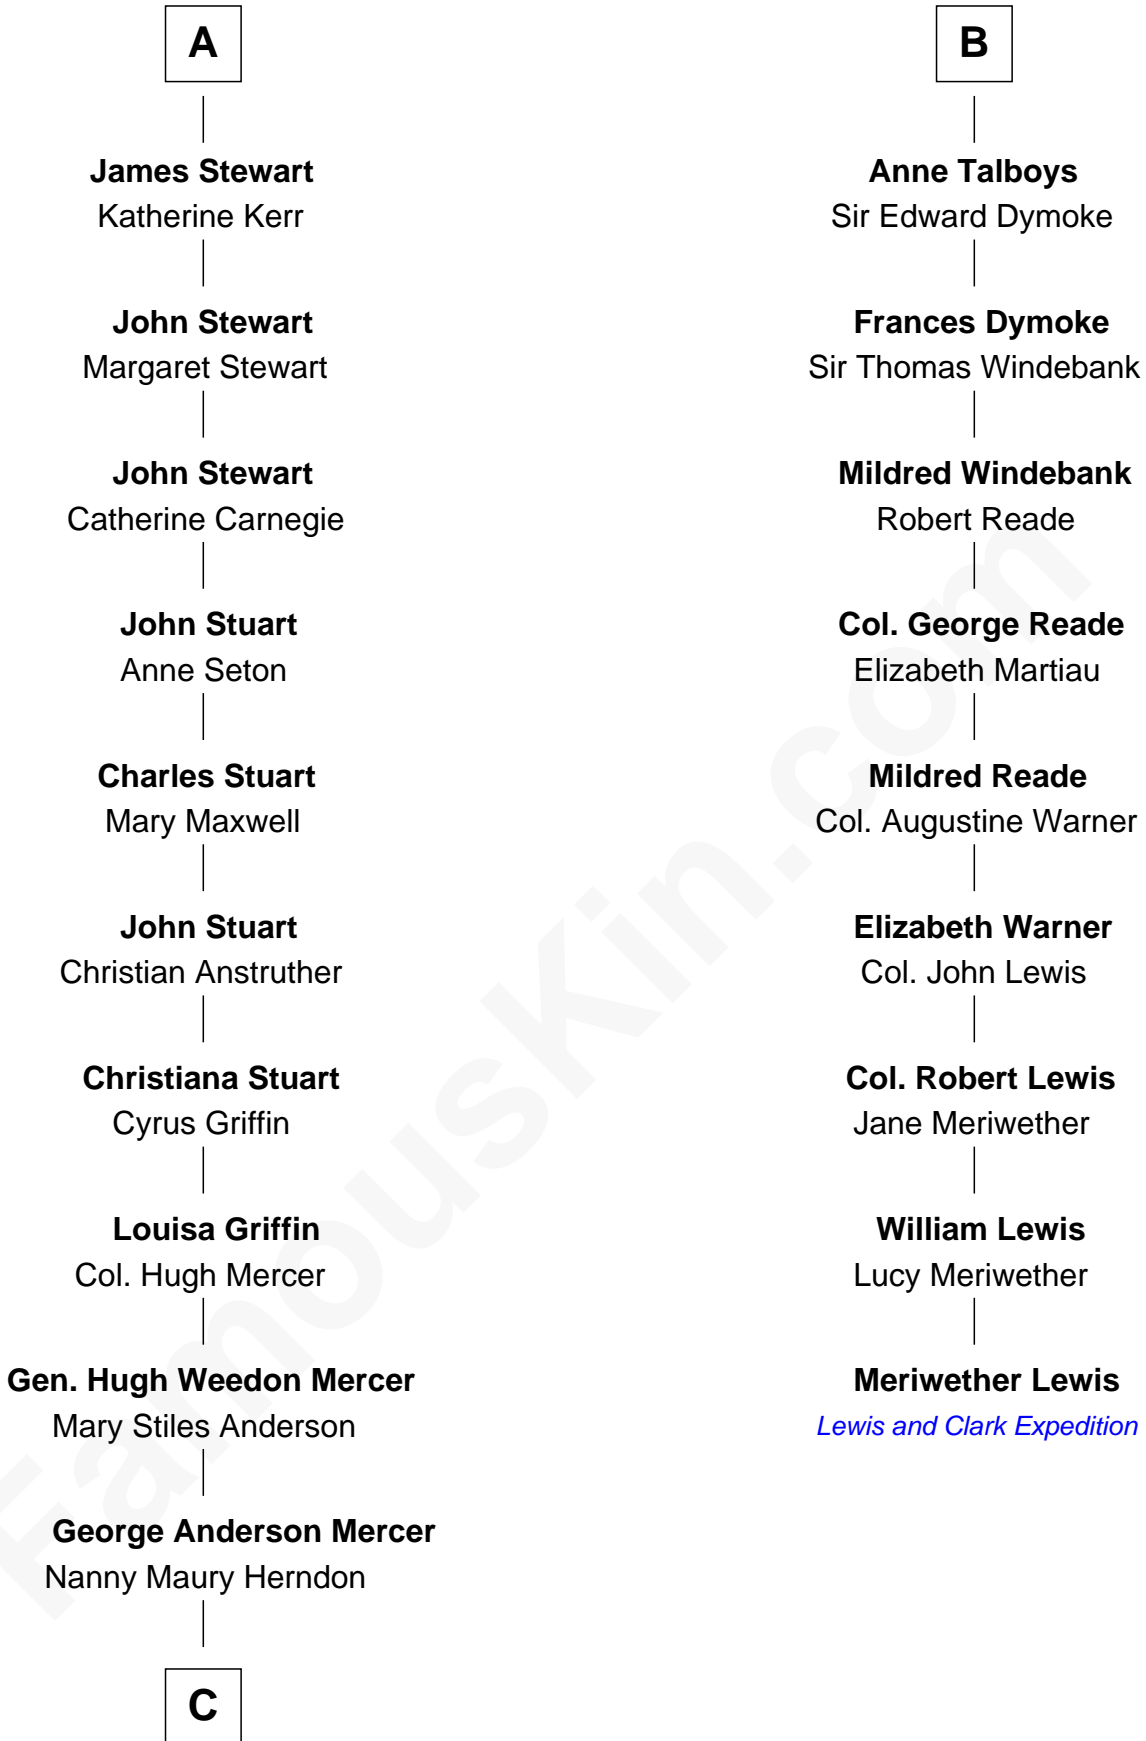 A
James Stewart
Katherine Kerr
John Stewart
Margaret Stewart
John Stewart
Catherine Carnegie
John Stuart
Anne Seton
Charles Stuart
Mary Maxwell
John Stuart
Christian Anstruther
Christiana Stuart
Cyrus Griffin
Louisa Griffin
Col. Hugh Mercer
Gen. Hugh Weedon Mercer
Mary Stiles Anderson
George Anderson Mercer
Nanny Maury Herndon
C
B
Anne Talboys
Sir Edward Dymoke
Frances Dymoke
Sir Thomas Windebank
Mildred Windebank
Robert Reade
Col. George Reade
Elizabeth Martiau
Mildred Reade
Col. Augustine Warner
Elizabeth Warner
Col. John Lewis
Col. Robert Lewis
Jane Meriwether
William Lewis
Lucy Meriwether
Meriwether Lewis
Lewis and Clark Expedition
FamousKin.com